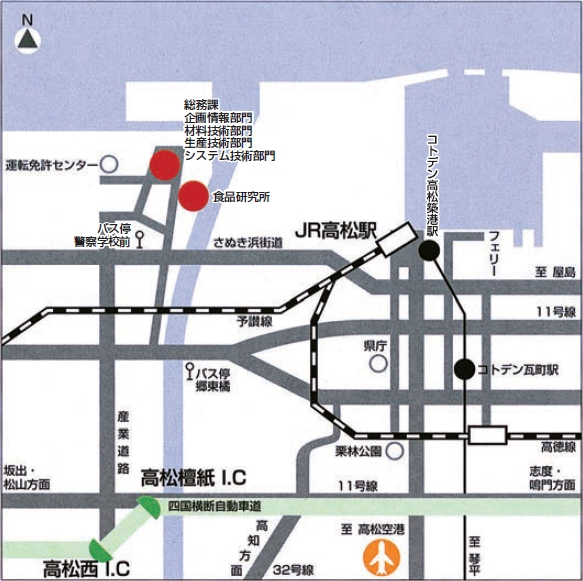 N
総務課
企画情報部門
材料技術部門
生産技術部門
システム技術部門
運転免許センター
食品研究所
コトデン高松築港駅
バス停
警察学校前
さぬき浜街道
JR高松駅
フェリー
至 屋島
予讃線
11号線
県庁
バス停
郷東橋
コトデン瓦町駅
産業道路
栗林公園
高徳線
坂出・
松山方面
高松檀紙 I.C
11号線
志度・
鳴門方面
四国横断自動車道
高知方面
至 高松空港
至 琴平
高松西 I.C
32号線